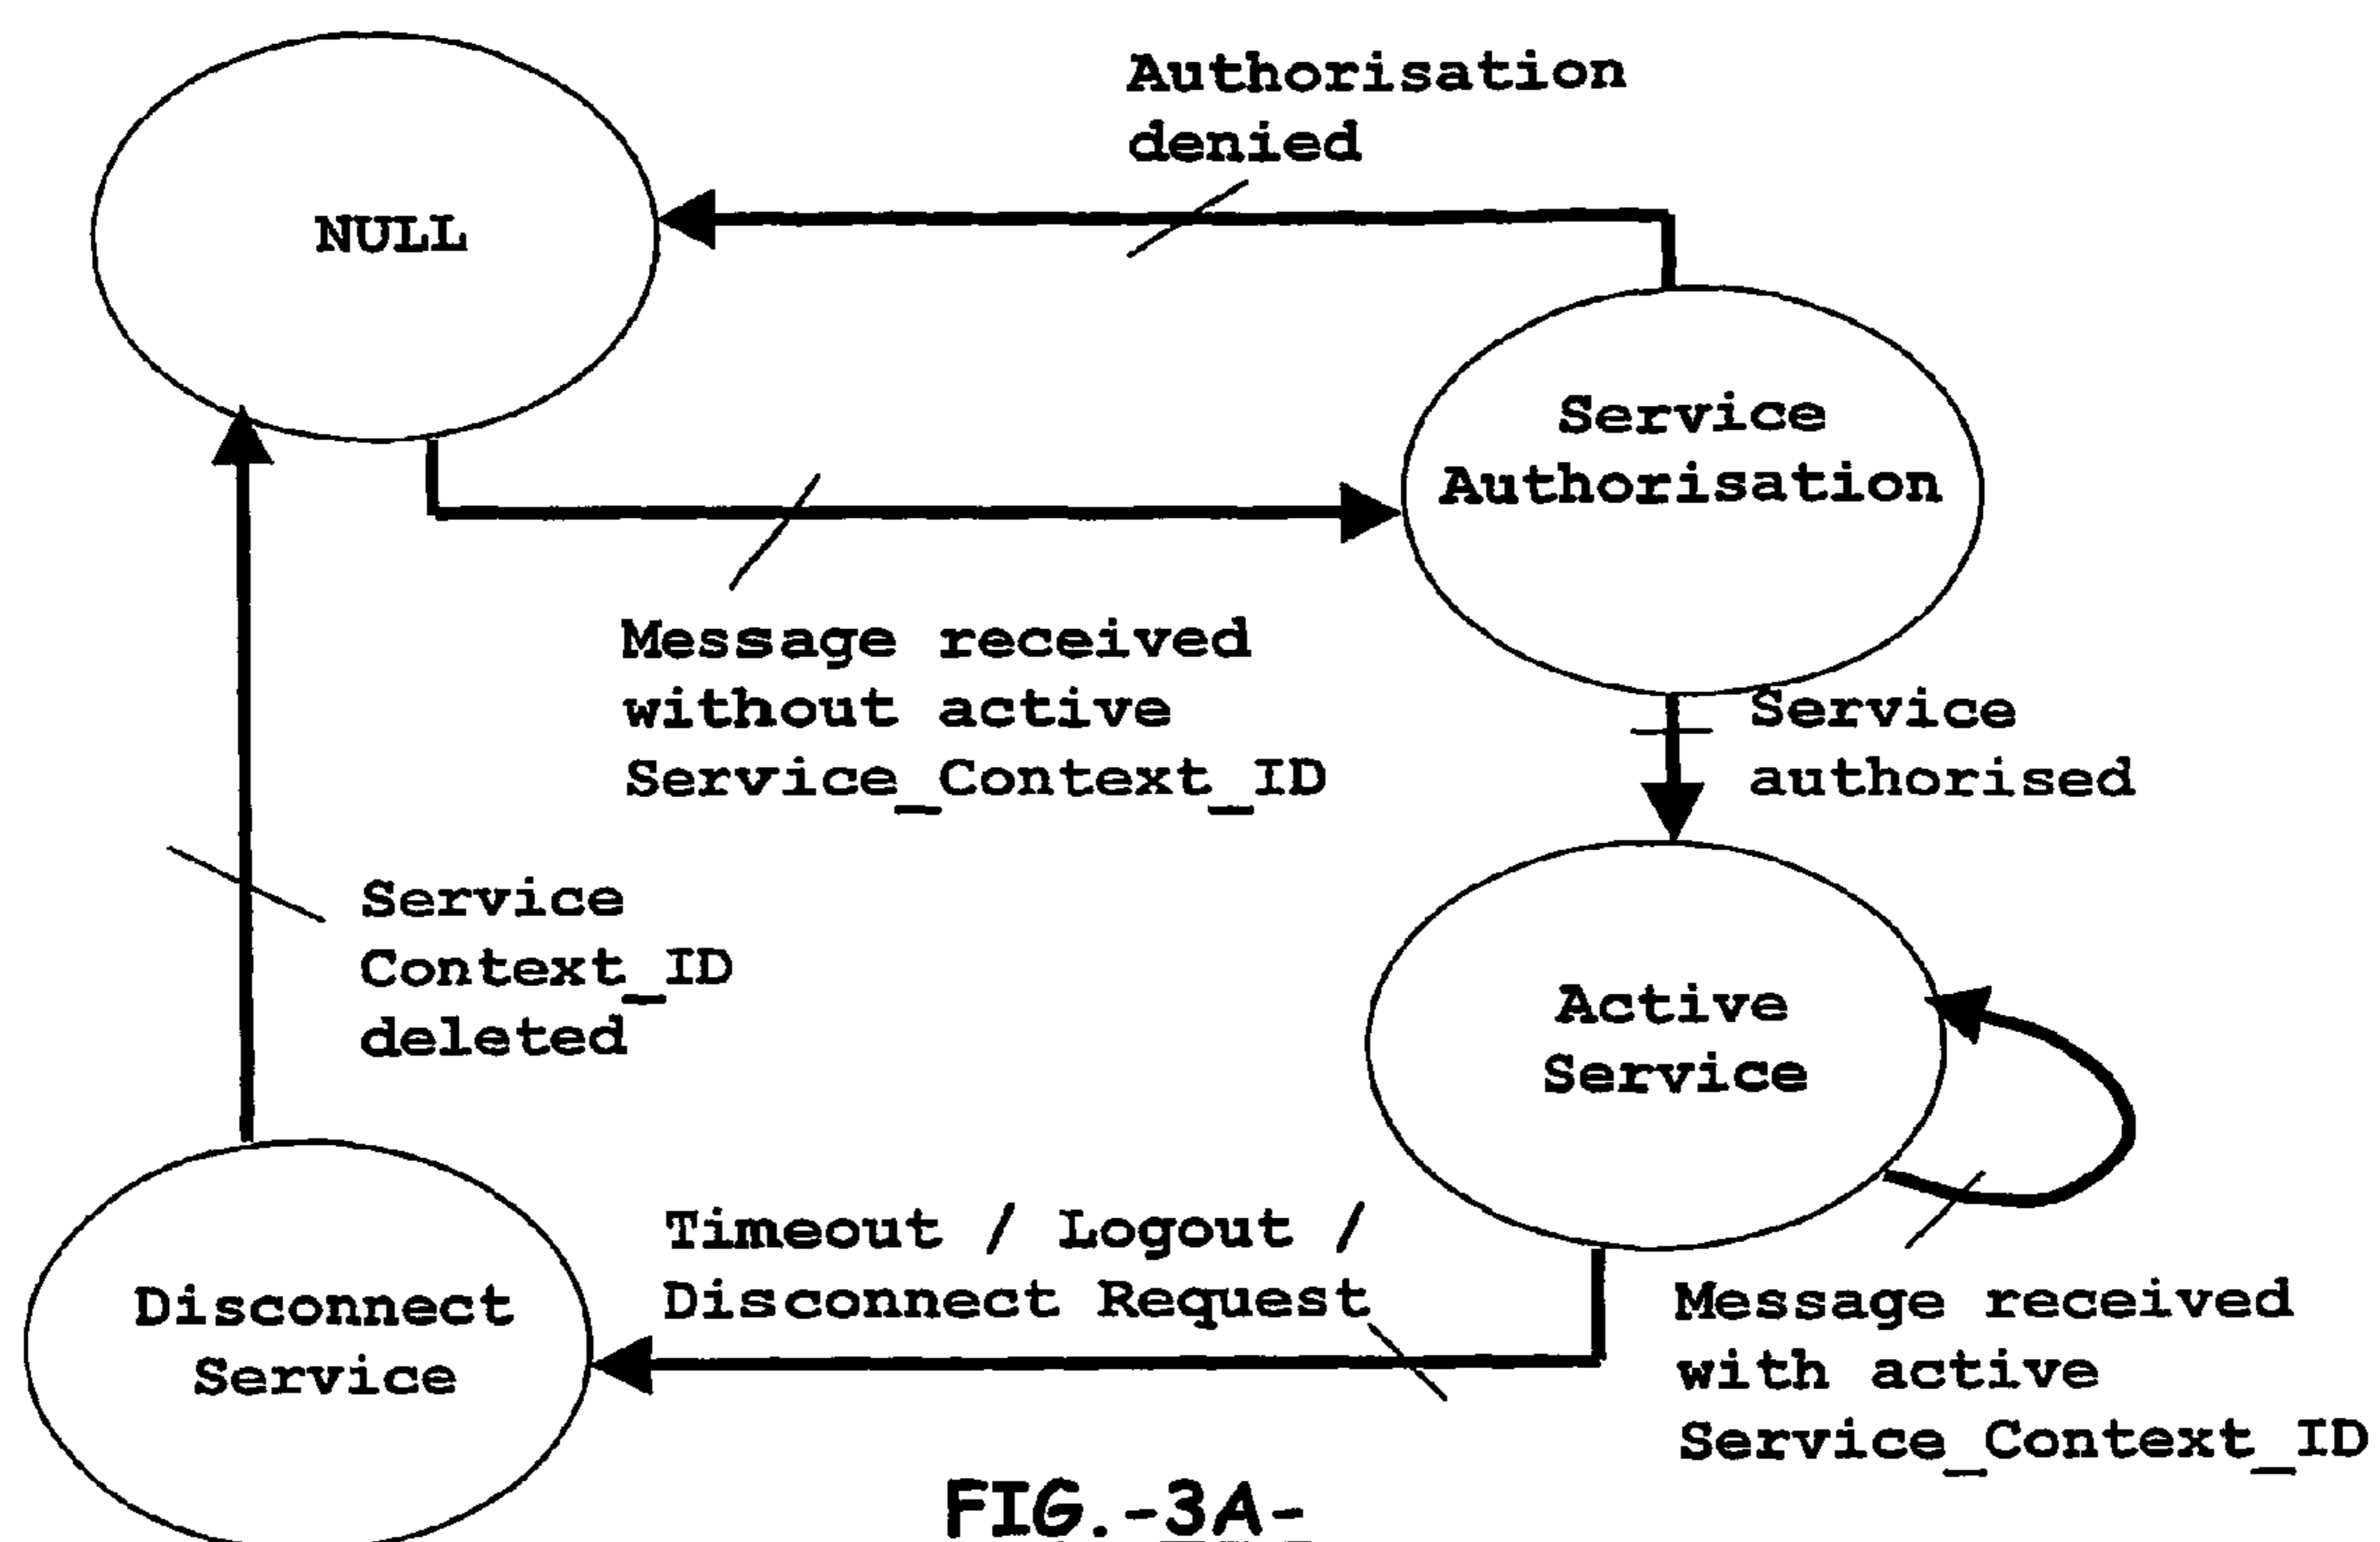 Authorisation
denied
NULL
Service
Authorisation
Message received
without active
Service_Context_ID
Service
authorised
Service
Context_ID
deleted
Active
Service
Timeout / Logout /
Disconnect Request
Disconnect
Service
Message received
with active
Service_Context_ID
FIG.-3A-